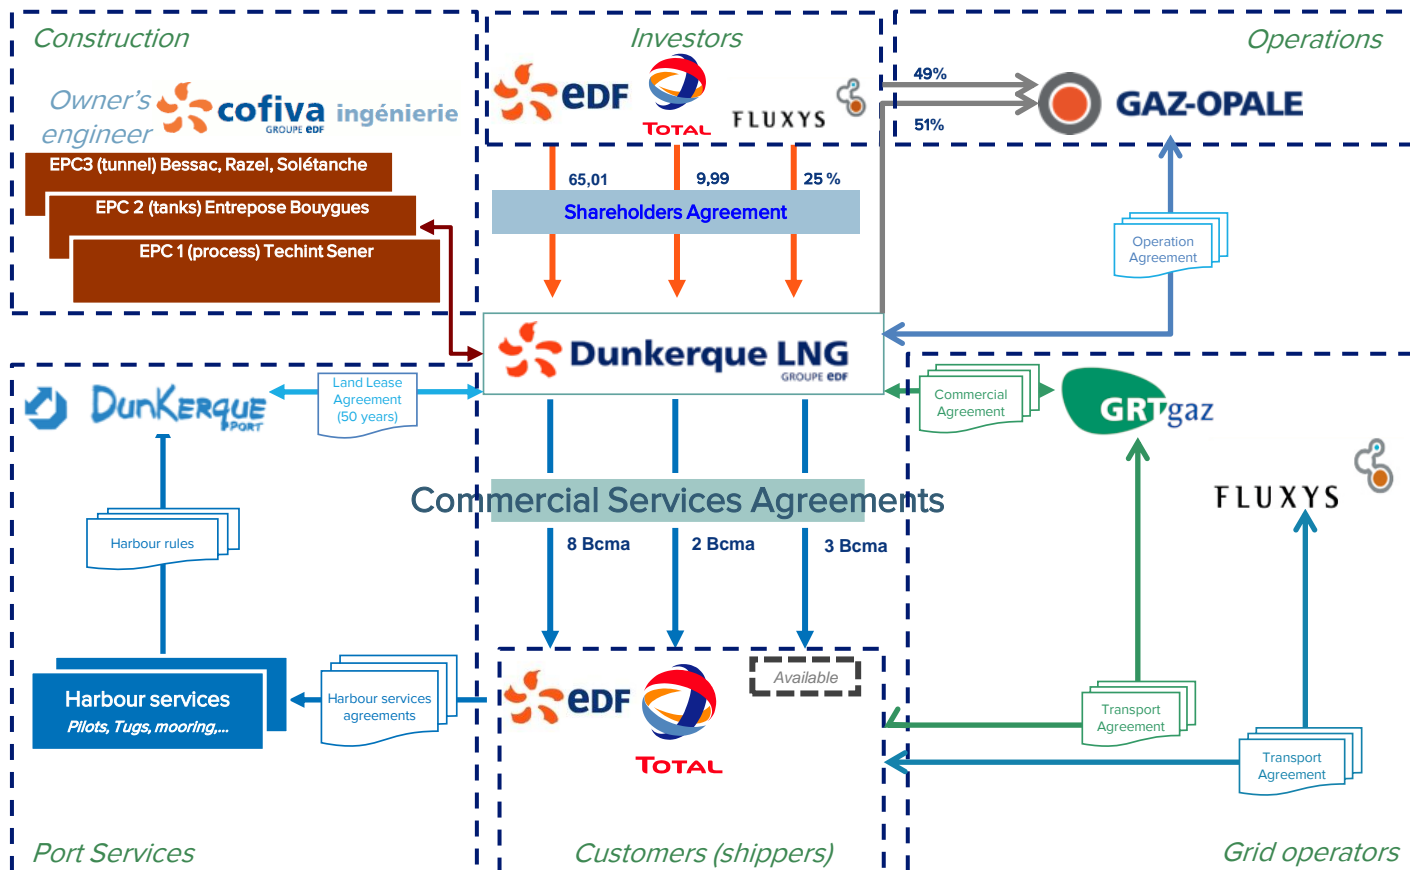 Construction
Owner's
engineer
cofiva ingénierie
GROUPE eDF
EPC3 (tunnel) Bessac, Razel, Solétanche
EPC 2 (tanks) Entrepose Bouygues
EPC 1 (process) Techint Sener
Investors
eDF
TOTAL
FLUXYS
65,01
9,99
25 %
Shareholders Agreement
Operations
49%
51%
GAZ-OPALE
Operation
Agreement
Dunkerque LNG
GROUPE eDF
DunKerque
PORT
Land Lease
Agreement
(50 years)
Harbour rules
Harbour services
Pilots, Tugs, mooring,...
Harbour services
agreements
Port Services
Commercial Services Agreements
8 Bcma
2 Bcma
3 Bcma
eDF
TOTAL
Available
Customers (shippers)
Commercial
Agreement
GRTgaz
FLUXYS
Transport
Agreement
Transport
Agreement
Grid operators